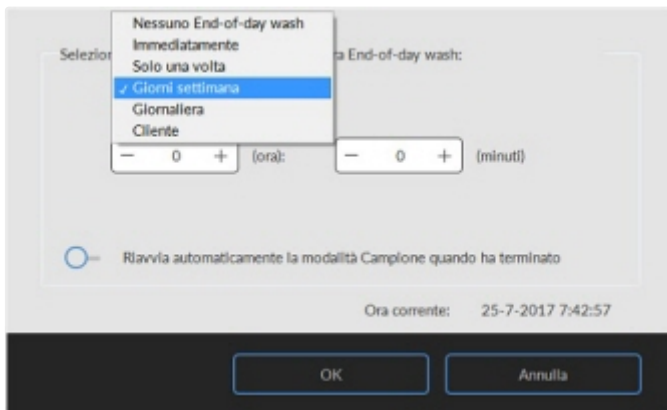 Nessuno End-of-day wash
Immediatamente
Selezior a End-of-day wash:
Solo una volta
✓ Giorni settimana
Giornaliera
Cliente
— 0 + (ora): — 0 + (minuti)
Riavvia automaticamente la modalità Campione quando ha terminato
Ora corrente: 25-7-2017 7:42:57
OK Annulla